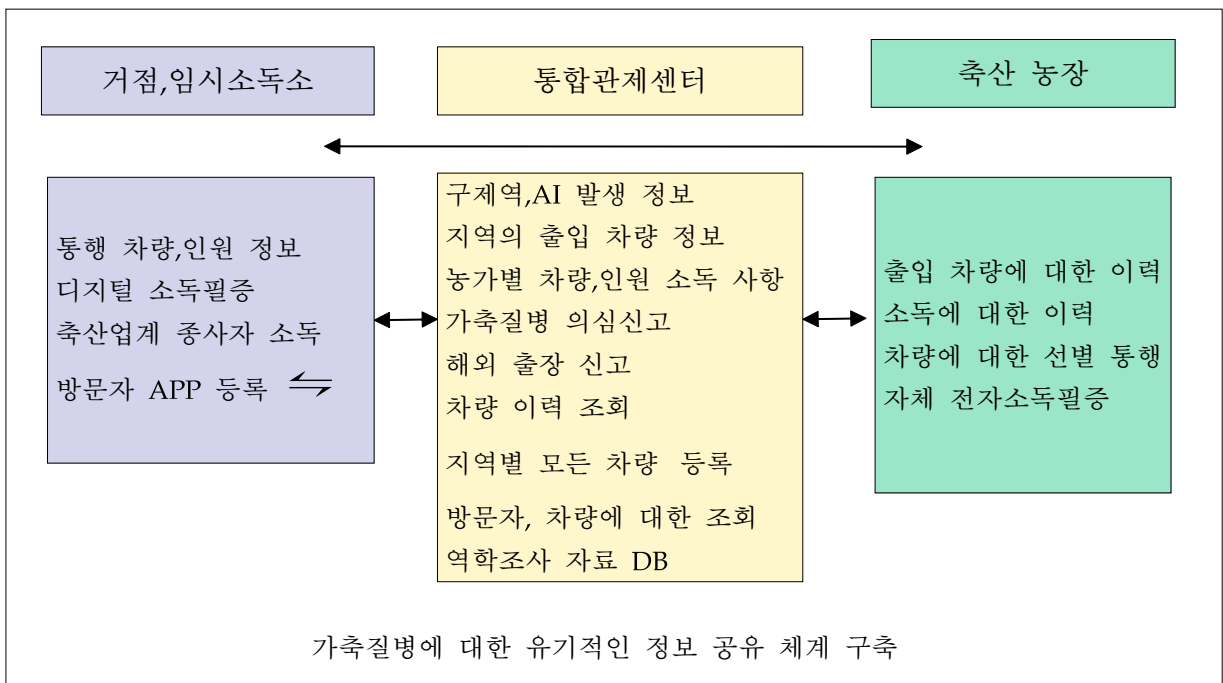 거점,임시소독소
통합관제센터
축산 농장
통행 차량,인원 정보
디지털 소독필증
축산업계 종사자 소독
방문자 APP 등록 ⇋
구제역,AI 발생 정보
지역의 출입 차량 정보
농가별 차량,인원 소독 사항
가축질병 의심신고
해외 출장 신고
차량 이력 조회
지역별 모든 차량 등록
방문자, 차량에 대한 조회
역학조사 자료 DB
출입 차량에 대한 이력
소독에 대한 이력
차량에 대한 선별 통행
자체 전자소독필증
가축질병에 대한 유기적인 정보 공유 체계 구축